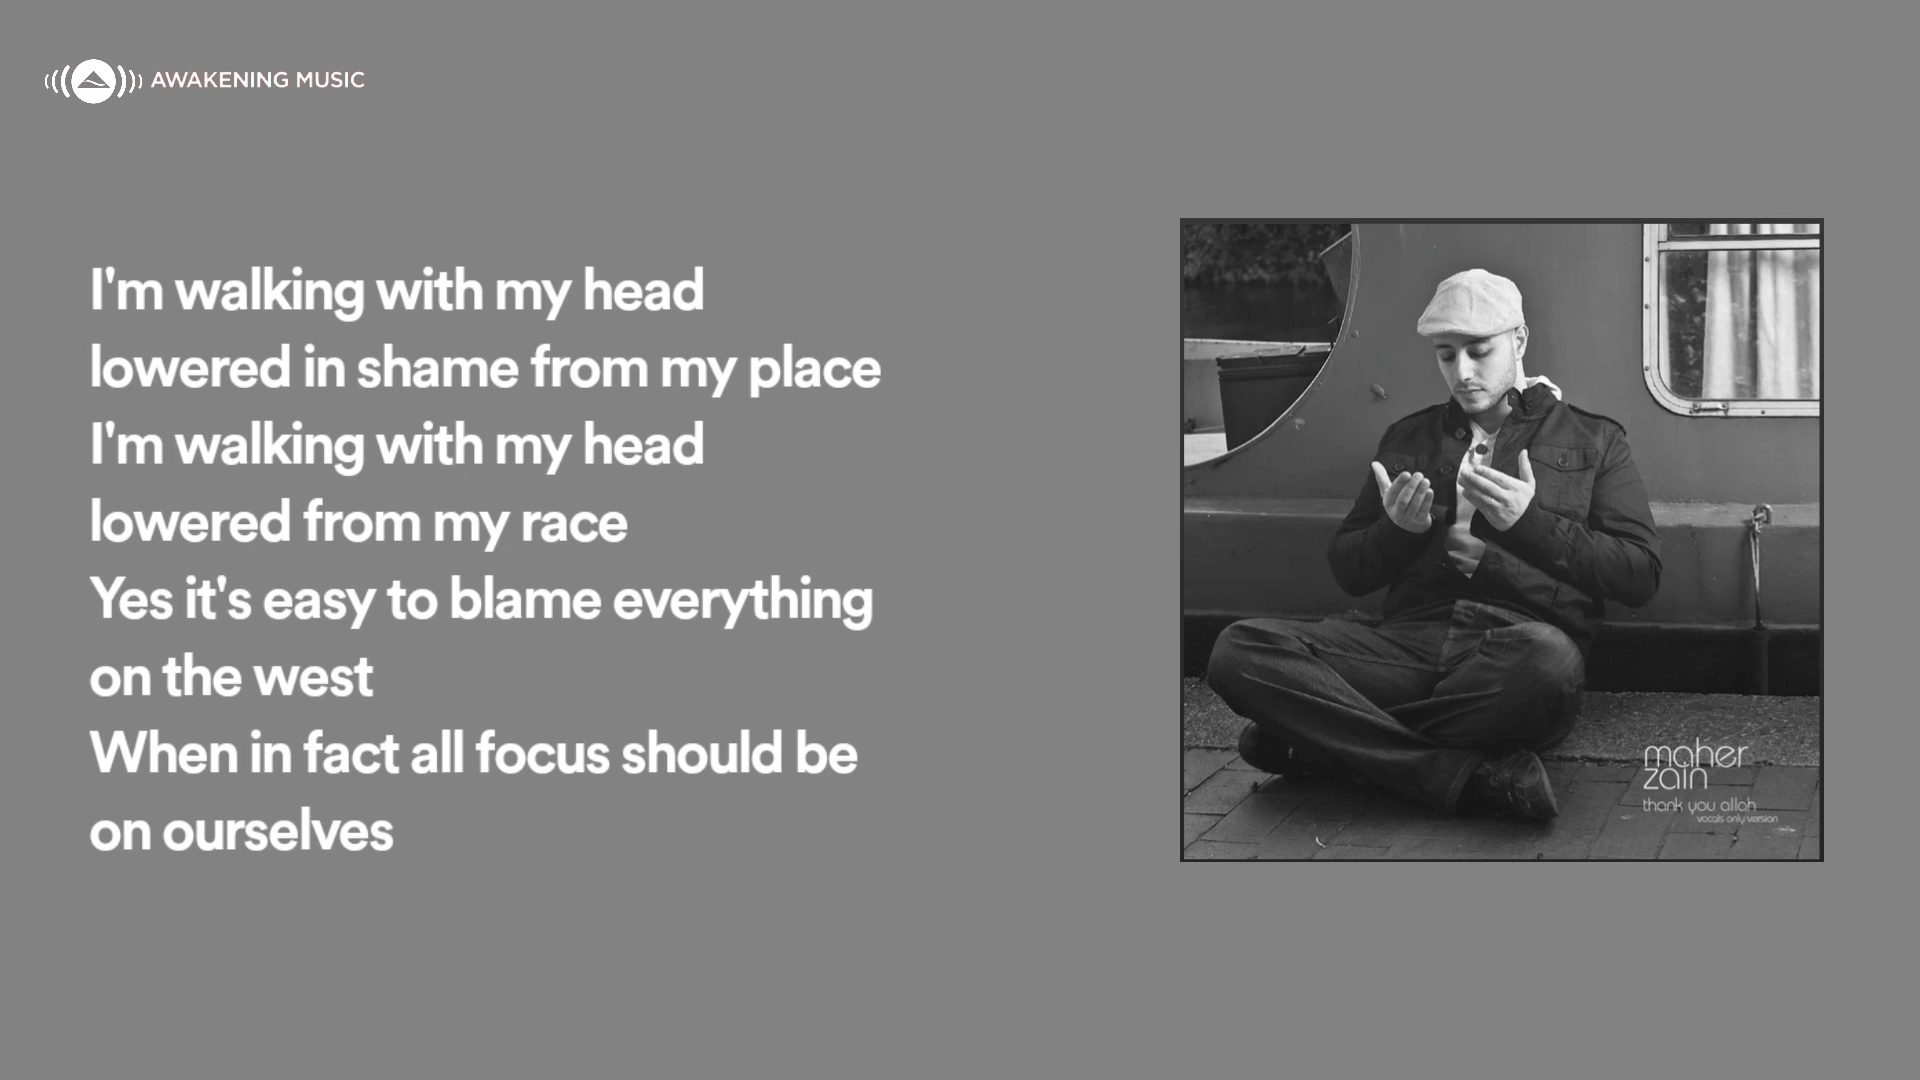 AWAKENING MUSIC
I'm walking with my head
lowered in shame from my place
I'm walking with my head
lowered from my race
Yes it's easy to blame everything
on the west
When in fact all focus should be
on ourselves
maher
zain
thank you allah
vocals only version